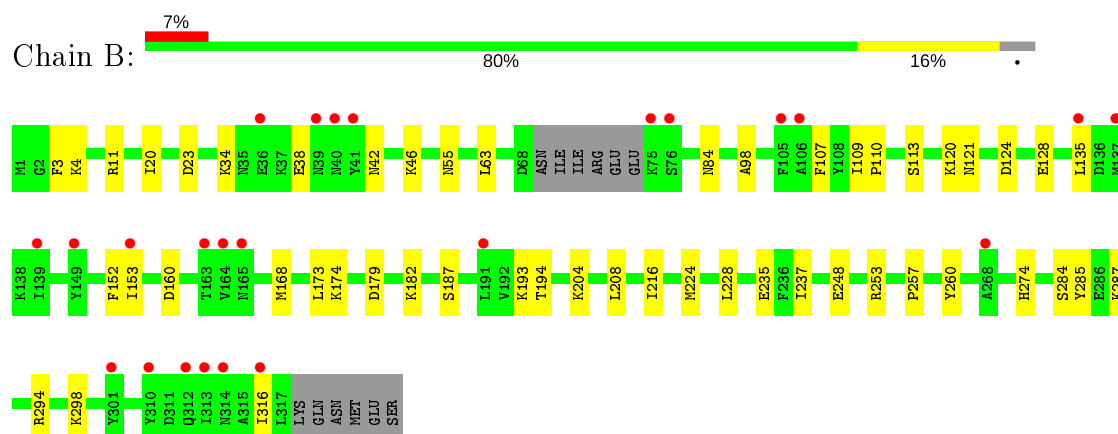 7%
Chain B:
80% 16% •
M1 G2 F3 K4 R11 I20 D23 K34 N35 E36 K37 E38 N39 N40 Y41 N42 K46 N55 L63 D68 ASN ILE ILE ARG GLU GLU K75 S76 N84 A98 F105 A106 F107 Y108 I109 P110 S113 K120 N121 D124 E128 L135 D136 M137
K138 I139 Y149 F152 I153 D160 T163 V164 N165 M168 L173 K174 D179 K182 S187 L191 V192 K193 T194 K204 L208 I216 M224 L228 E235 F236 I237 E248 R253 P257 Y260 A268 H274 S284 Y285 E286 K287
R294 K298 Y301 Y310 D311 Q312 I313 N314 A315 I316 L317 LYS GLN ASN MET GLU SER